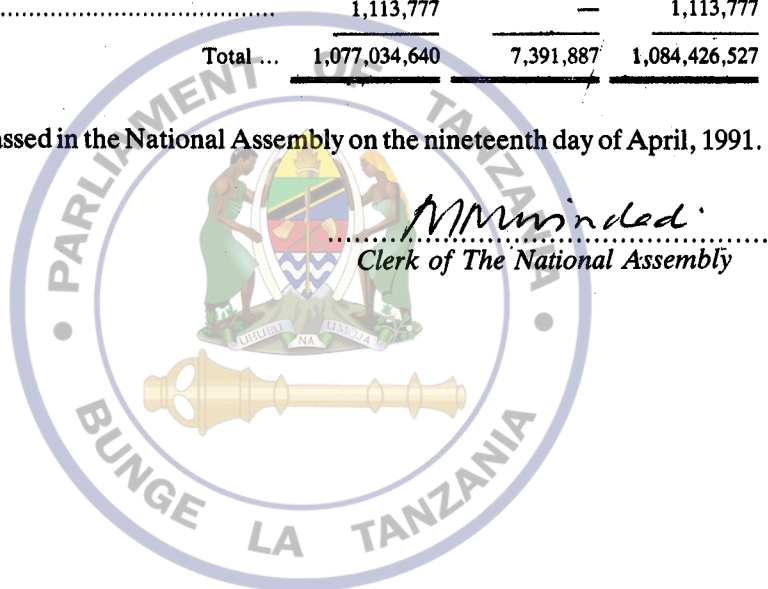 ........................................ 1,113,777 — 1,113,777
Total ... 1,077,034,640 7,391,887 1,084,426,527
assed in the National Assembly on the nineteenth day of April, 1991.
Clerk of The National Assembly
PARLIAMENT OF TANZANIA
UHURU NA UMOJA
BUNGE LA TANZANIA